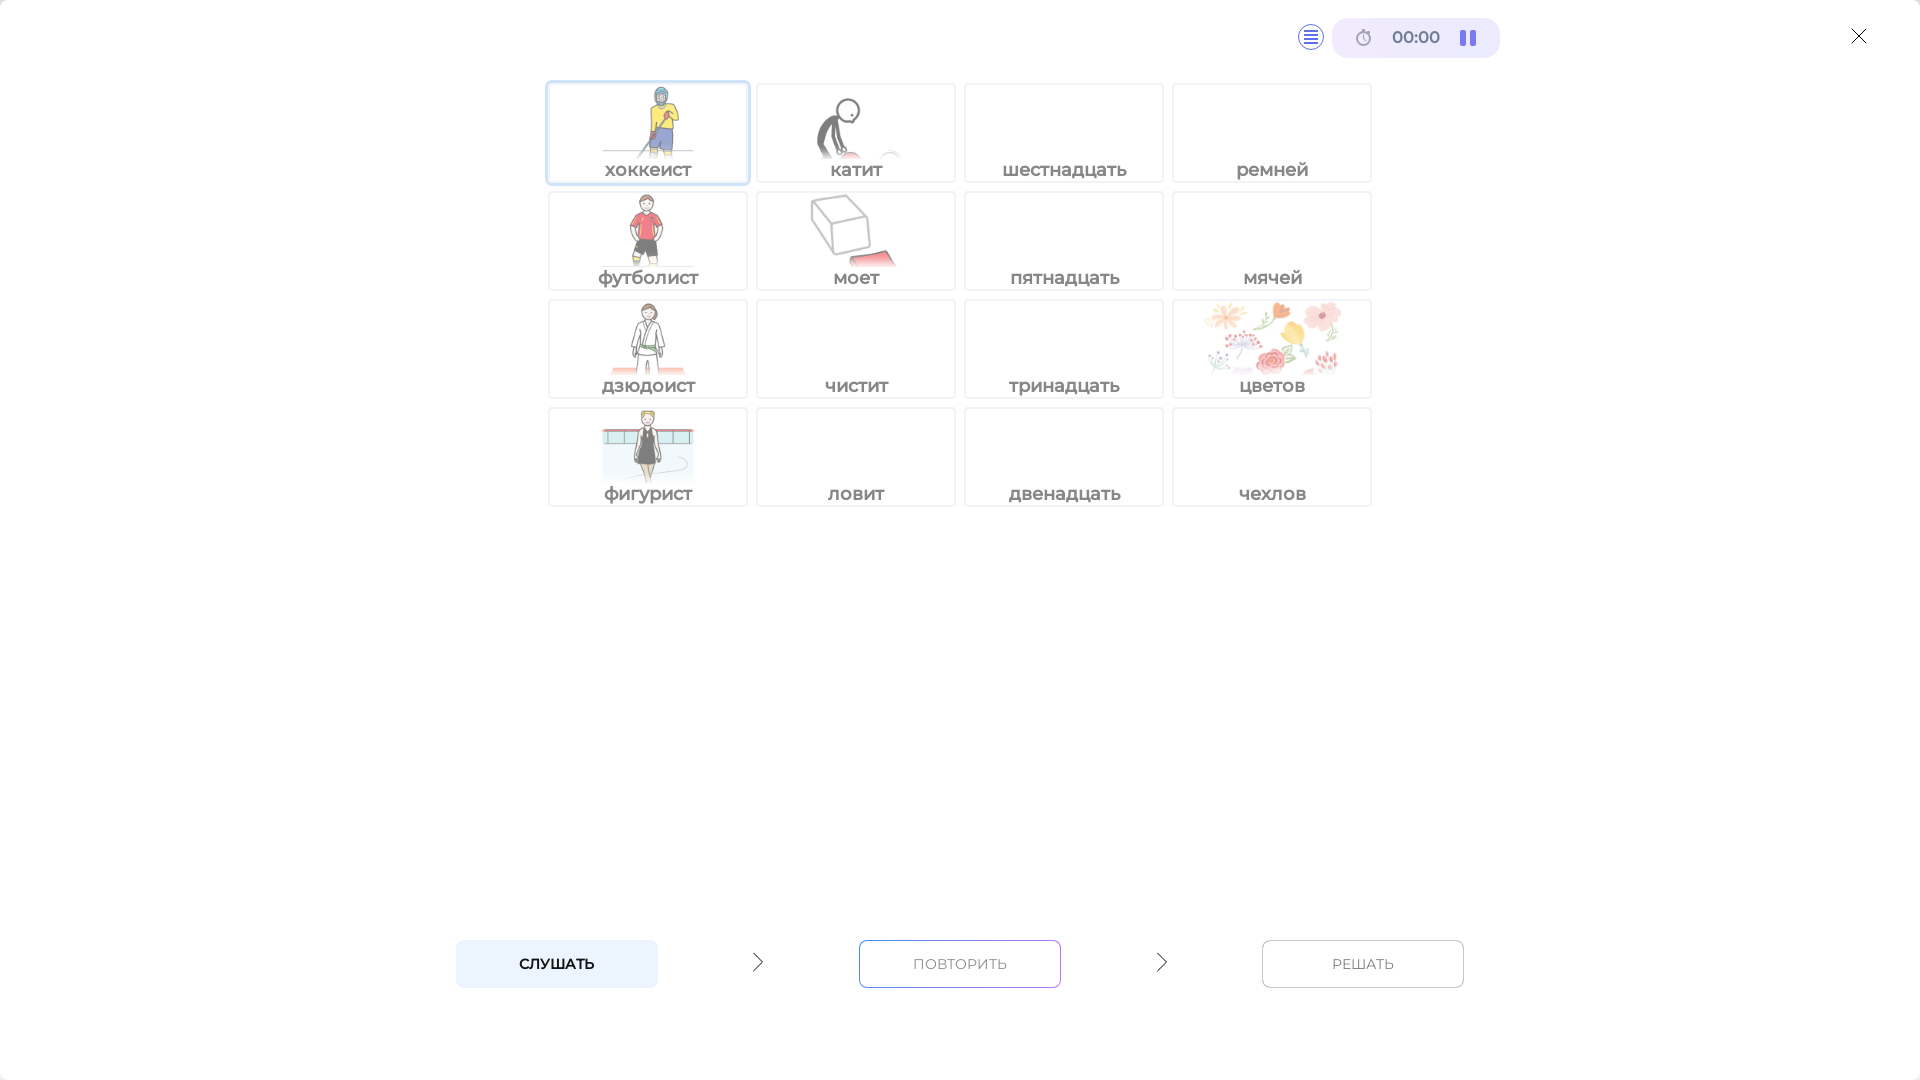 00:00
хоккеист катит шестнадцать ремней
футболист моет пятнадцать мячей
дзюдоист чистит тринадцать цветов
фигурист ловит двенадцать чехлов
СЛУШАТЬ ПОВТОРИТЬ РЕШАТЬ